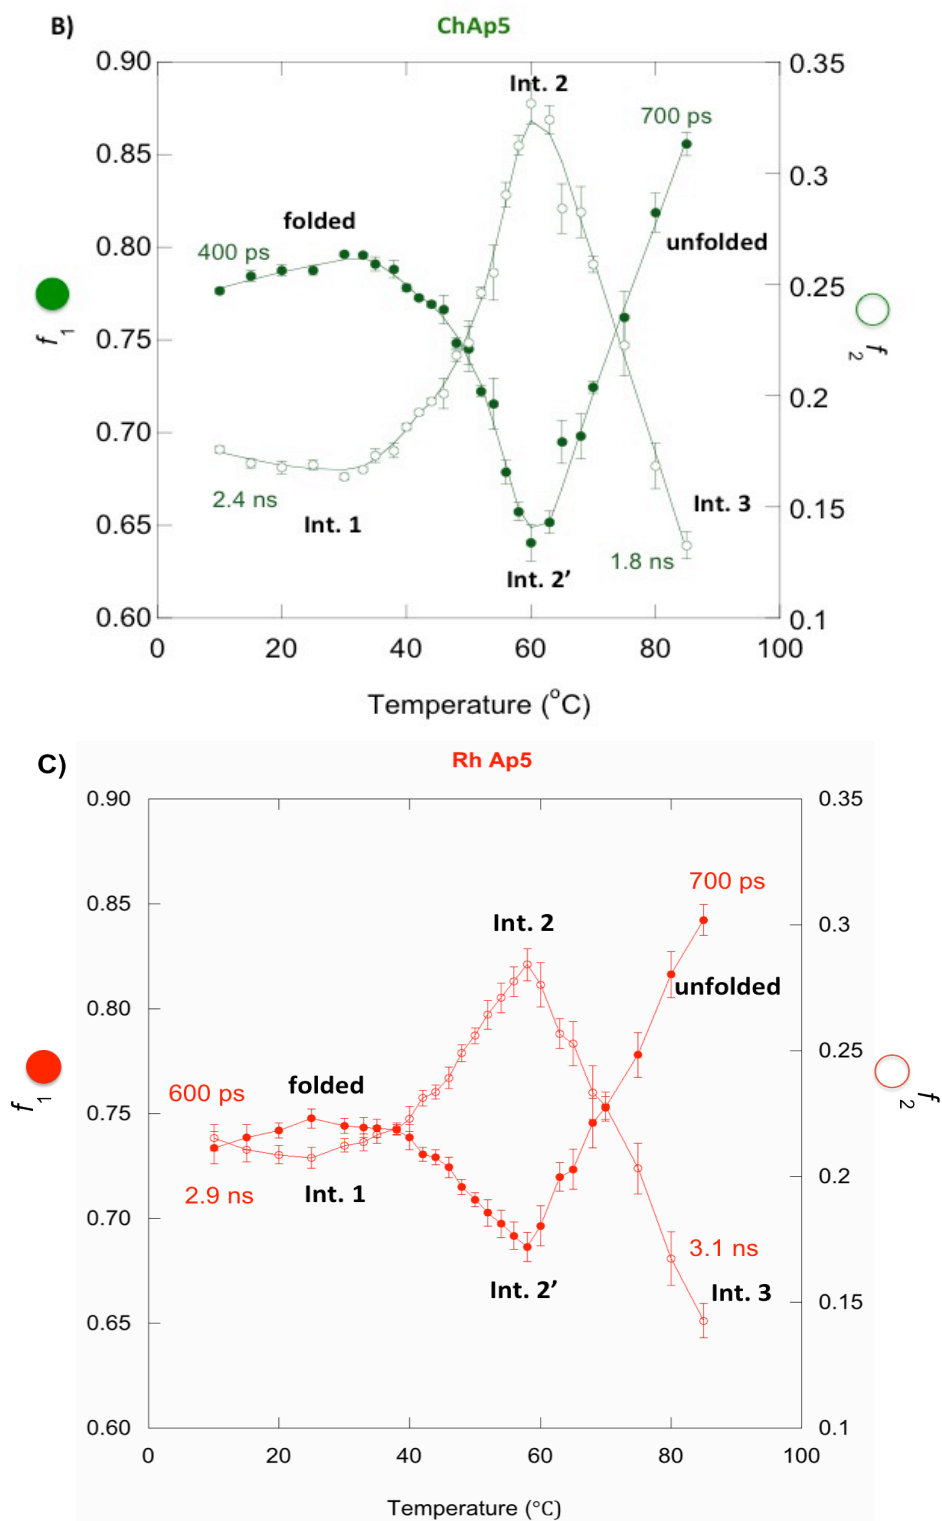 B)
ChAp5
0.90
0.35
Int. 2
700 ps
0.85
0.3
folded
unfolded
0.80
400 ps
0.25
f1
f2
0.75
0.2
0.70
2.4 ns
Int. 1
Int. 3
0.15
0.65
1.8 ns
Int. 2’
0.60
0.1
0
20
40
60
80
100
Temperature (oC)
C)
Rh Ap5
0.90
0.35
700 ps
0.85
Int. 2
0.3
unfolded
0.80
folded
0.25
f1
f2
600 ps
0.75
2.9 ns
Int. 1
0.2
0.70
3.1 ns
Int. 2’
Int. 3
0.15
0.65
0.60
0.1
0
20
40
60
80
100
Temperature (°C)